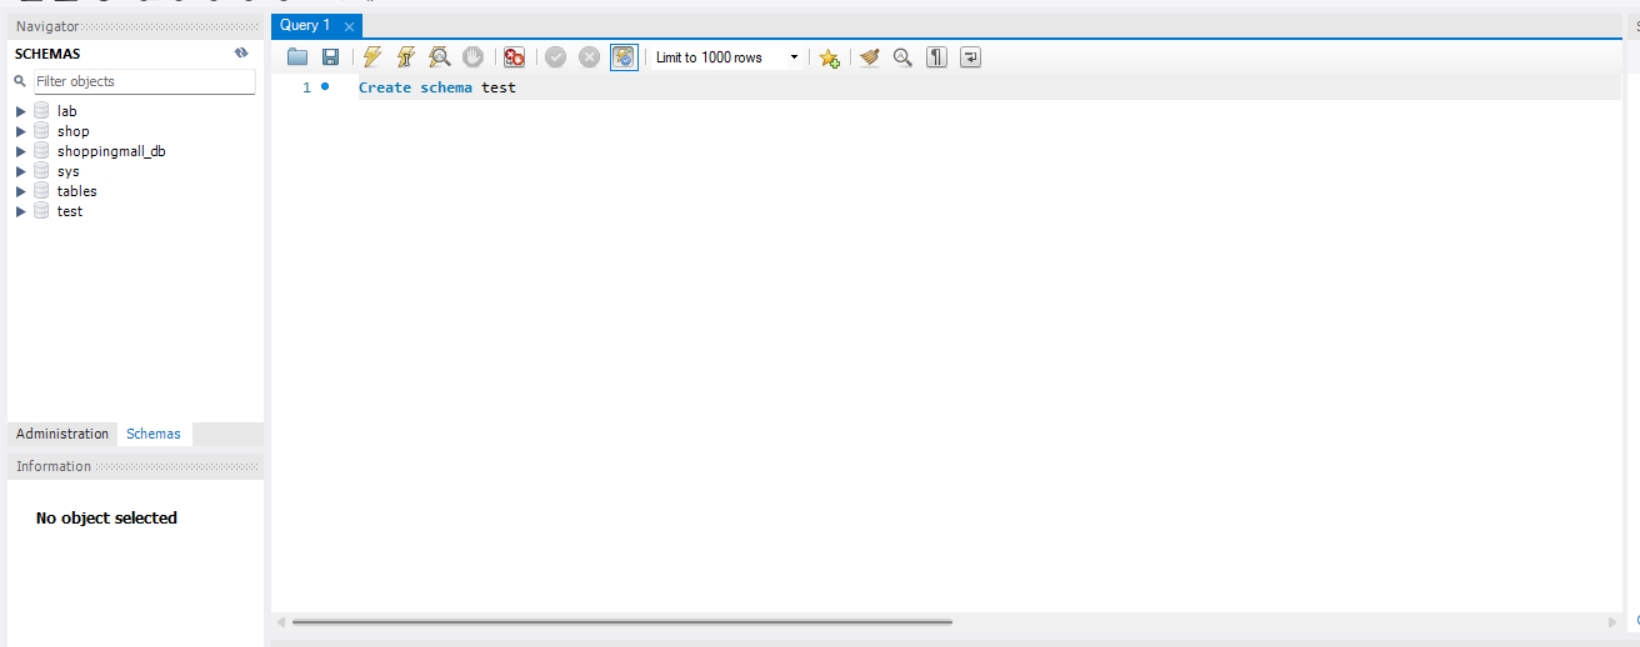 Navigator
SCHEMAS
Filter objects
lab
shop
shoppingmall_db
sys
tables
test
Administration Schemas
Information
No object selected
Query 1
Limit to 1000 rows
1 Create schema test